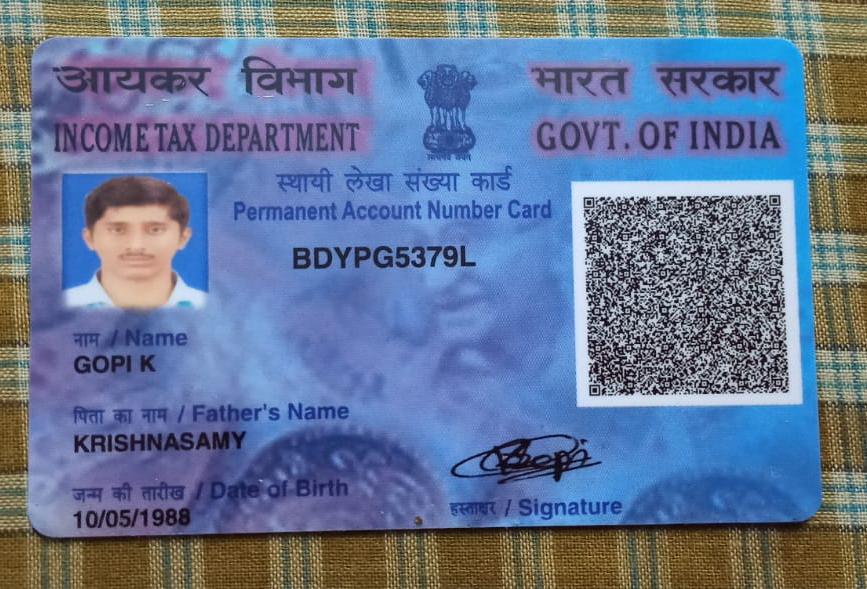 आयकर विभाग
INCOME TAX DEPARTMENT
भारत सरकार
GOVT. OF INDIA
सत्यमेव जयते
स्थायी लेखा संख्या कार्ड
Permanent Account Number Card
BDYPG5379L
नाम / Name
GOPI K
पिता का नाम / Father's Name
KRISHNASAMY
जन्म की तारीख / Date of Birth
10/05/1988
हस्ताक्षर / Signature